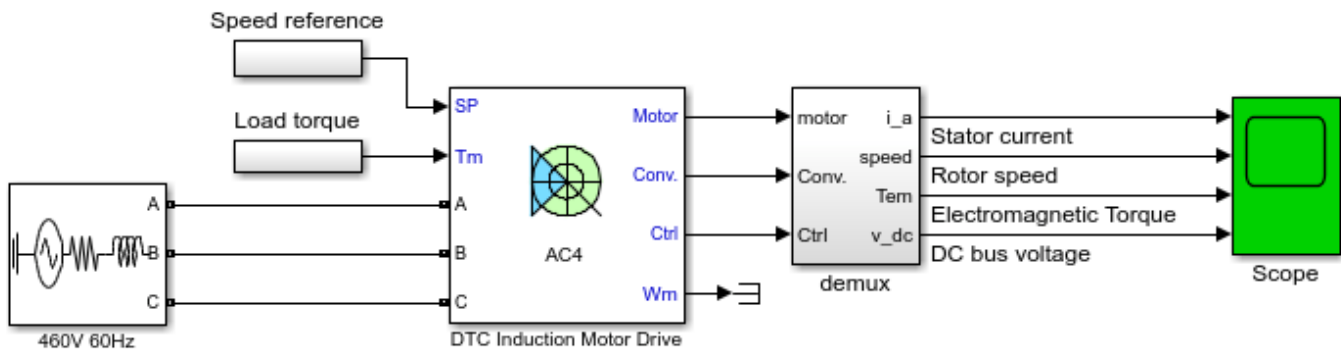 Speed reference
Load torque
A
B
C
460V 60Hz
SP
Tm
A
B
C
Motor
Conv.
Ctrl
Wm
AC4
DTC Induction Motor Drive
motor
Conv.
Ctrl
i_a
speed
Tem
v_dc
demux
Stator current
Rotor speed
Electromagnetic Torque
DC bus voltage
Scope